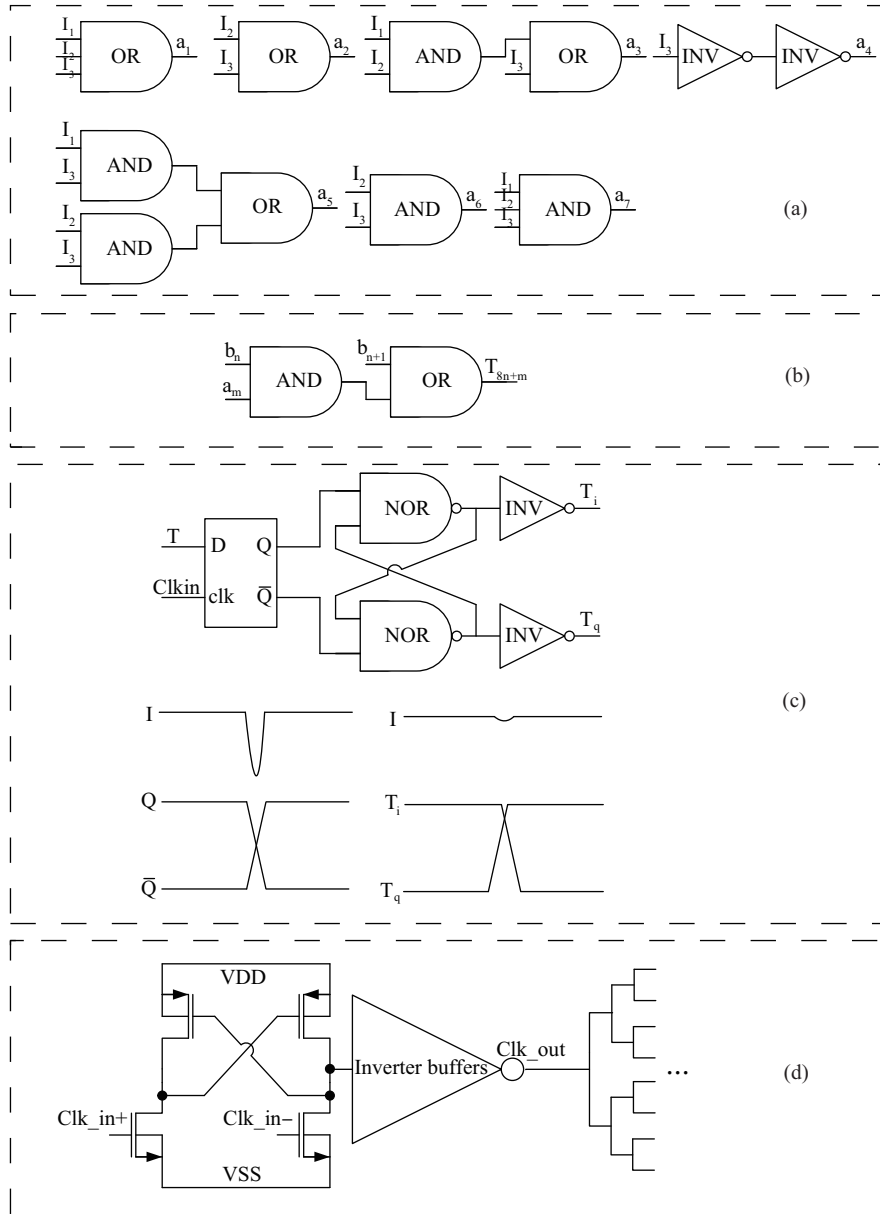 I₁ I₂ I₃ OR a₁
I₂ I₃ OR a₂
I₁ I₂ AND I₃ OR a₃
I₃ INV INV a₄
I₁ I₃ AND
I₂ I₃ AND
OR a₅
I₂ I₃ AND a₆
I₁ I₂ I₃ AND a₇
(a)
bₙ aₘ AND bₙ₊₁ OR T₈ₙ₊ₘ
(b)
T D Q
Clkin clk Q̅
NOR INV Tᵢ
NOR INV T_q
I
I
Q
Q̅
Tᵢ
T_q
(c)
VDD
Clk_in+
Clk_in−
VSS
Inverter buffers
Clk_out
...
(d)